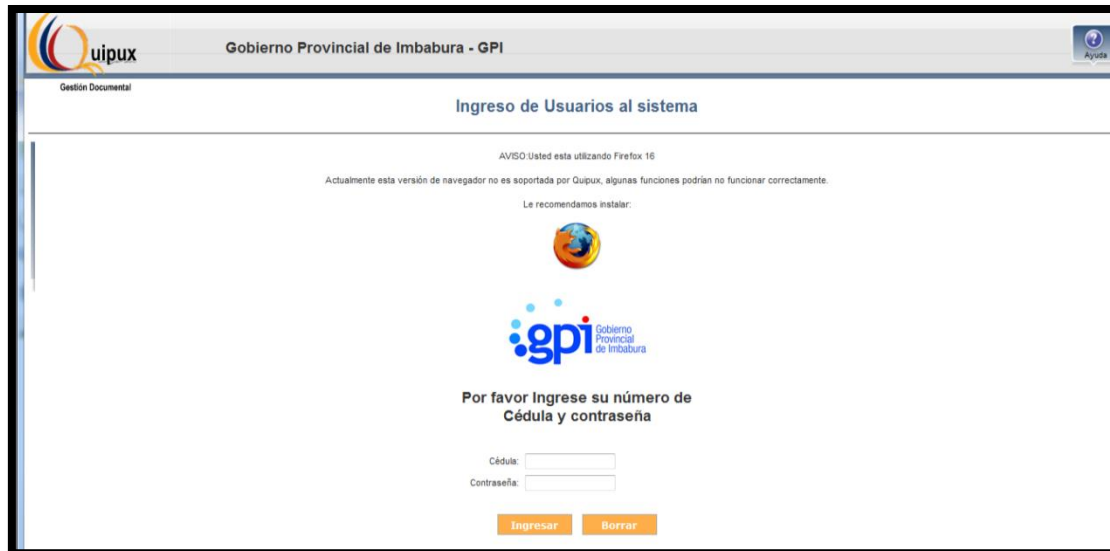 Quipux
Gobierno Provincial de Imbabura - GPI
Ayuda
Gestión Documental
Ingreso de Usuarios al sistema
AVISO:Usted esta utilizando Firefox 16
Actualmente esta versión de navegador no es soportada por Quipux, algunas funciones podrían no funcionar correctamente.
Le recomendamos instalar:
gpi
Gobierno
Provincial
de Imbabura
Por favor Ingrese su número de
Cédula y contraseña
Cédula:
Contraseña:
Ingresar Borrar